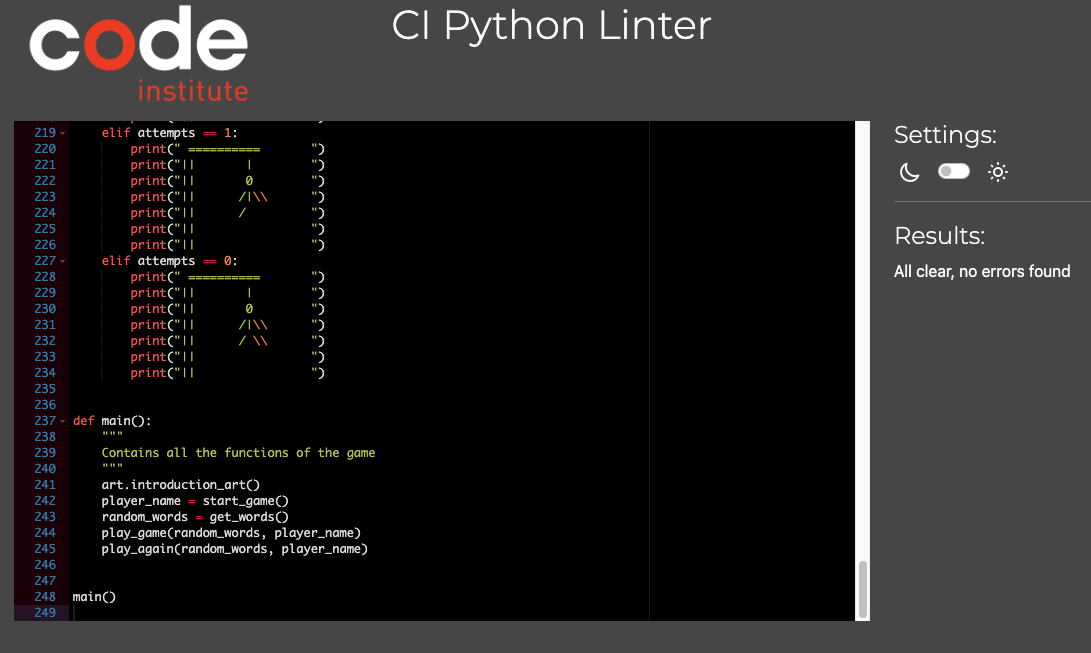 code
institute
CI Python Linter
219 elif attempts == 1:
220 print(" ========== ")
221 print("|| | ")
222 print("|| 0 ")
223 print("|| /|\\ ")
224 print("|| / ")
225 print("|| ")
226 print("|| ")
227 elif attempts == 0:
228 print(" ========== ")
229 print("|| | ")
230 print("|| 0 ")
231 print("|| /|\\ ")
232 print("|| / \\ ")
233 print("|| ")
234 print("|| ")
235
236
237 def main():
238 """
239 Contains all the functions of the game
240 """
241 art.introduction_art()
242 player_name = start_game()
243 random_words = get_words()
244 play_game(random_words, player_name)
245 play_again(random_words, player_name)
246
247
248 main()
249
Settings:
Results:
All clear, no errors found